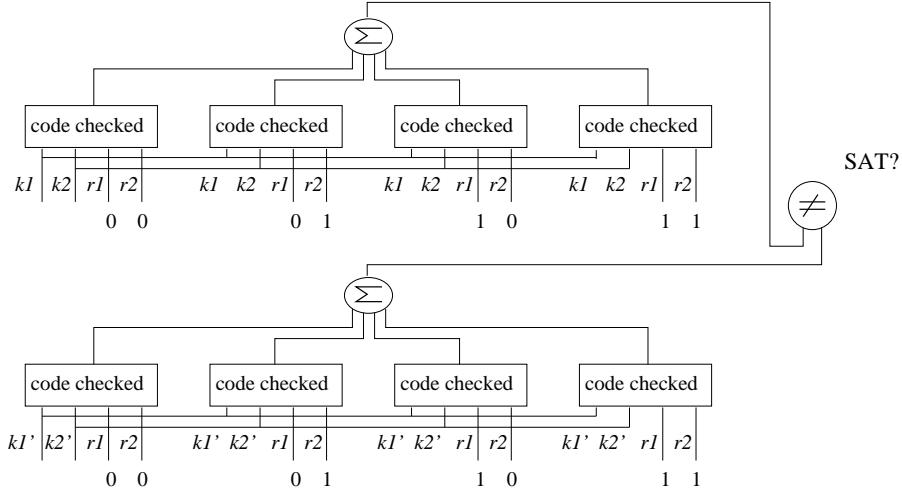 Σ
code checked code checked code checked code checked
SAT?
k1 k2 r1 r2 k1 k2 r1 r2 k1 k2 r1 r2 k1 k2 r1 r2
≠
0 0 0 1 1 0 1 1
Σ
code checked code checked code checked code checked
k1’ k2’ r1 r2 k1’ k2’ r1 r2 k1’ k2’ r1 r2 k1’ k2’ r1 r2
0 0 0 1 1 0 1 1